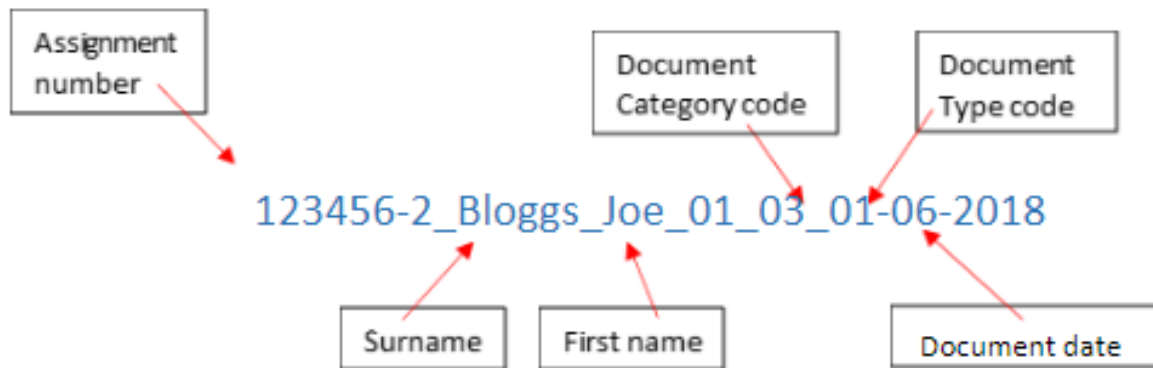 Assignment
number
Document
Category code
Document
Type code
123456-2_Bloggs_Joe_01_03_01-06-2018
Surname
First name
Document date